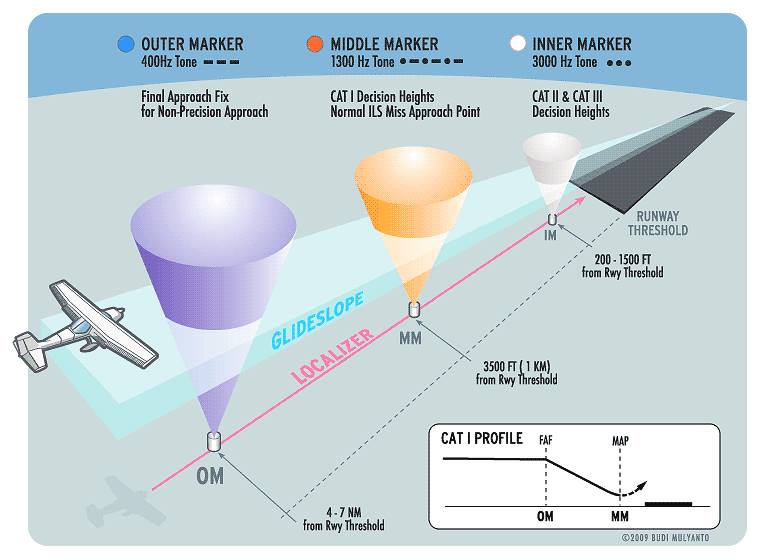 OUTER MARKER
400Hz Tone
MIDDLE MARKER
1300 Hz Tone
INNER MARKER
3000 Hz Tone
Final Approach Fix
for Non-Precision Approach
CAT I Decision Heights
Normal ILS Miss Approach Point
CAT II & CAT III
Decision Heights
RUNWAY
THRESHOLD
IM
200 - 1500 FT
from Rwy Threshold
GLIDESLOPE
LOCALIZER
MM
3500 FT ( 1 KM)
from Rwy Threshold
OM
4 - 7 NM
from Rwy Threshold
CAT I PROFILE
FAF
MAP
OM
MM
©2009 BUDI MULYANTO